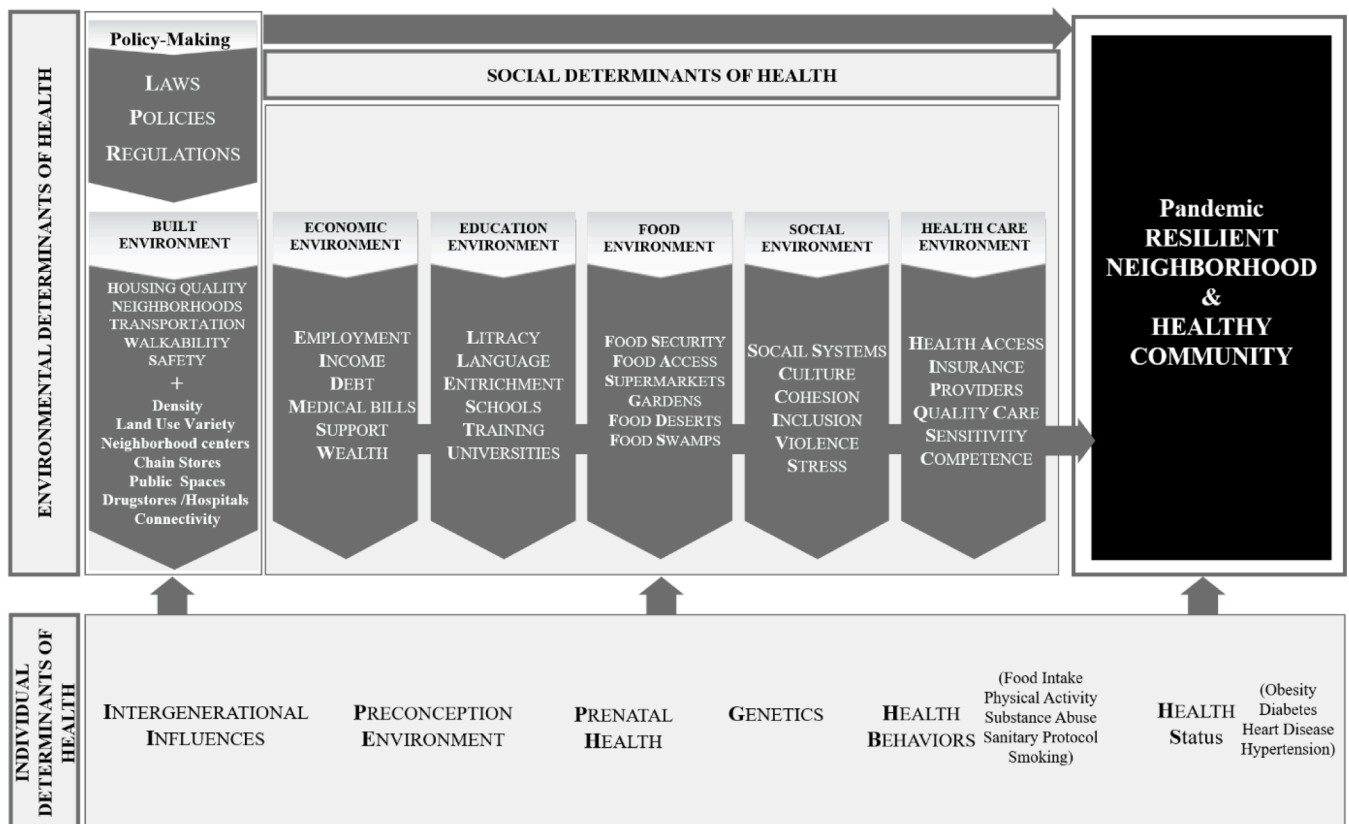 ENVIRONMENTAL DETERMINANTS OF HEALTH
Policy-Making
LAWS
POLICIES
REGULATIONS
SOCIAL DETERMINANTS OF HEALTH
BUILT
ENVIRONMENT
HOUSING QUALITY
NEIGHBORHOODS
TRANSPORTATION
WALKABILITY
SAFETY
+
Density
Land Use Variety
Neighborhood centers
Chain Stores
Public Spaces
Drugstores /Hospitals
Connectivity
ECONOMIC
ENVIRONMENT
EMPLOYMENT
INCOME
DEBT
MEDICAL BILLS
SUPPORT
WEALTH
EDUCATION
ENVIRONMENT
LITRACY
LANGUAGE
ENTRICHMENT
SCHOOLS
TRAINING
UNIVERSITIES
FOOD
ENVIRONMENT
FOOD SECURITY
FOOD ACCESS
SUPERMARKETS
GARDENS
FOOD DESERTS
FOOD SWAMPS
SOCIAL
ENVIRONMENT
SOCAIL SYSTEMS
CULTURE
COHESION
INCLUSION
VIOLENCE
STRESS
HEALTH CARE
ENVIRONMENT
HEALTH ACCESS
INSURANCE
PROVIDERS
QUALITY CARE
SENSITIVITY
COMPETENCE
Pandemic
RESILIENT
NEIGHBORHOOD
&
HEALTHY
COMMUNITY
INDIVIDUAL
DETERMINANTS OF
HEALTH
INTERGENERATIONAL
INFLUENCES
PRECONCEPTION
ENVIRONMENT
PRENATAL
HEALTH
GENETICS
HEALTH
BEHAVIORS
(Food Intake
Physical Activity
Substance Abuse
Sanitary Protocol
Smoking)
HEALTH
Status
(Obesity
Diabetes
Heart Disease
Hypertension)